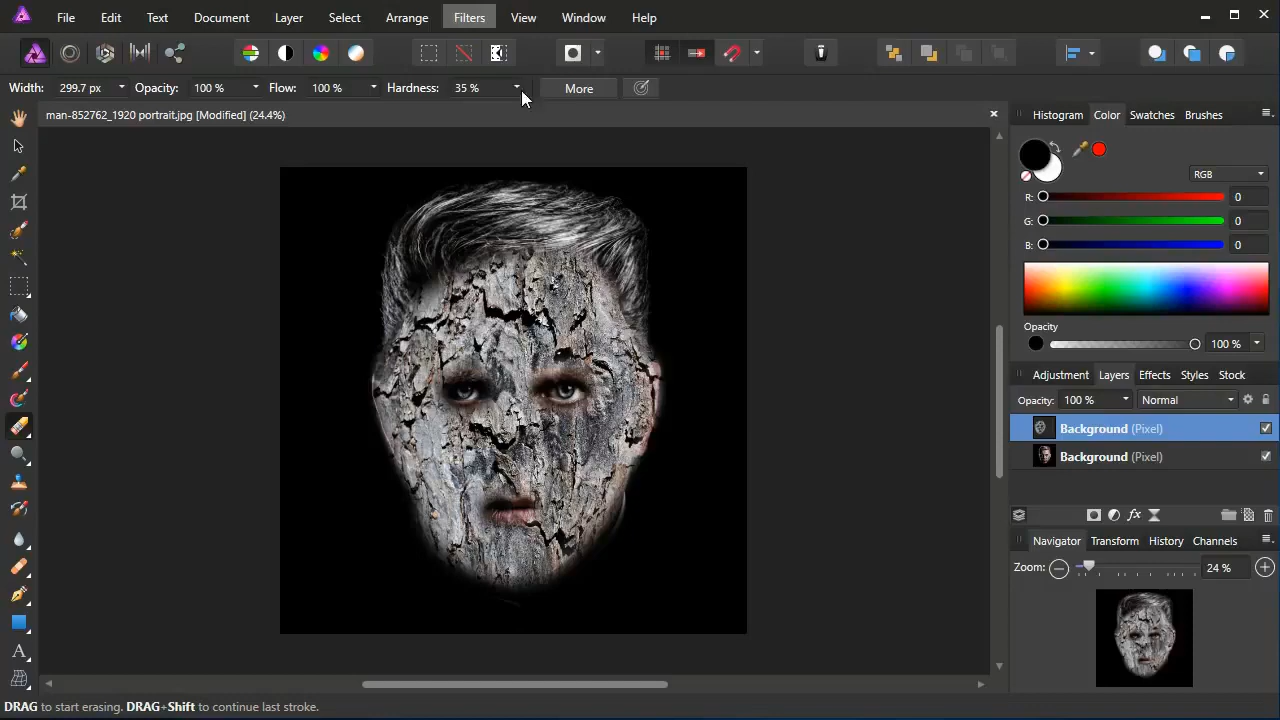 File Edit Text Document Layer Select Arrange Filters View Window Help
Width: 299.7 px Opacity: 100 % Flow: 100 % Hardness: 35 % More
man-852762_1920 portrait.jpg [Modified] (24.4%)
Histogram Color Swatches Brushes
RGB
R: 0
G: 0
B: 0
Opacity
100 %
Adjustment Layers Effects Styles Stock
Opacity: 100 % Normal
Background (Pixel)
Background (Pixel)
fx
Navigator Transform History Channels
Zoom: 24 %
A
DRAG to start erasing. DRAG+Shift to continue last stroke.